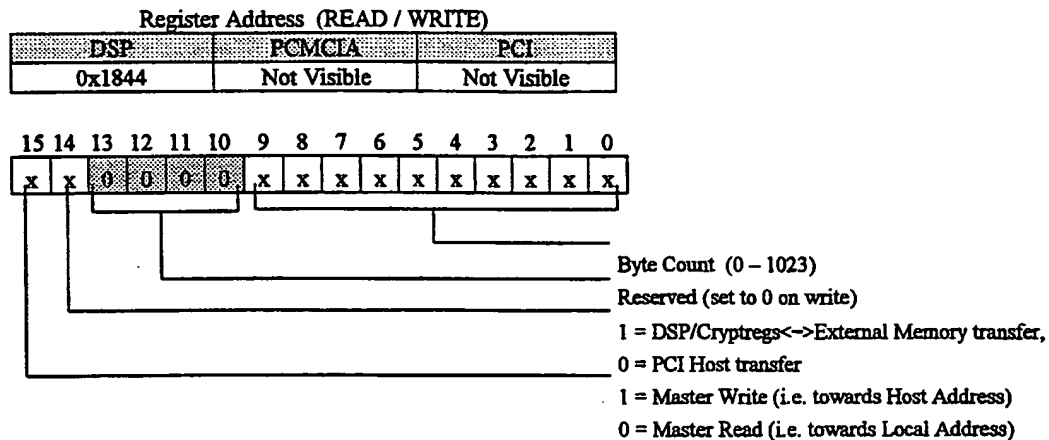 Register Address (READ / WRITE)
DSP PCMCIA PCI
0x1844 Not Visible Not Visible
15 14 13 12 11 10 9 8 7 6 5 4 3 2 1 0
x x 0 0 0 0 x x x x x x x x x x
Byte Count (0 – 1023)
Reserved (set to 0 on write)
1 = DSP/Cryptregs<->External Memory transfer,
0 = PCI Host transfer
1 = Master Write (i.e. towards Host Address)
0 = Master Read (i.e. towards Local Address)